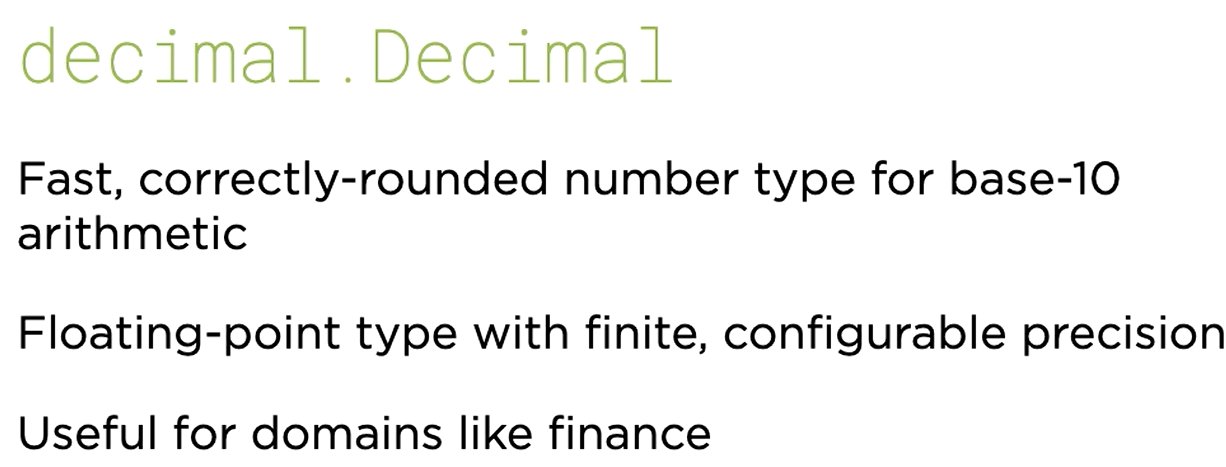 decimal.Decimal
Fast, correctly-rounded number type for base-10
arithmetic
Floating-point type with finite, configurable precision
Useful for domains like finance